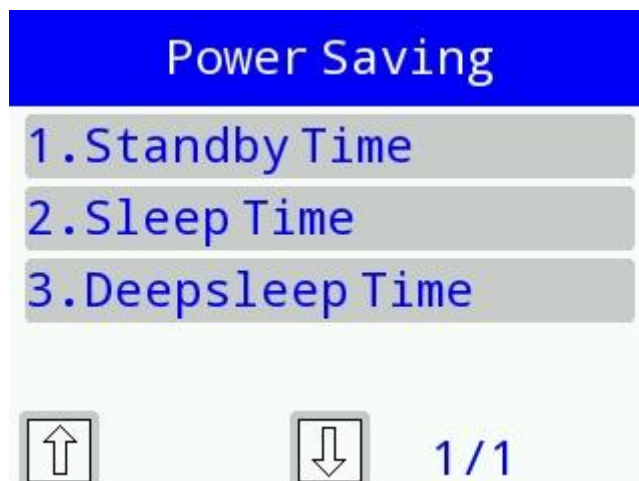 Power Saving
1.Standby Time
2.Sleep Time
3.Deepsleep Time
1/1